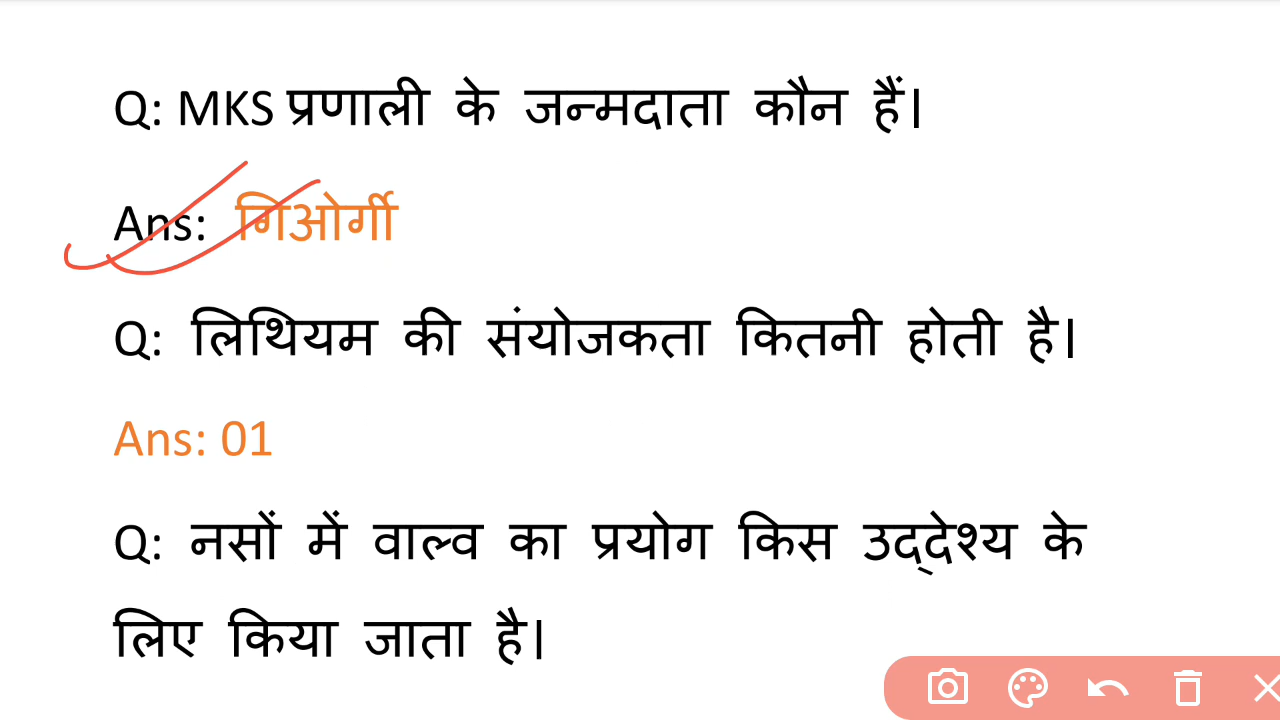 Q: MKS प्रणाली के जन्मदाता कौन हैं।
Ans: गिओर्गी
Q: लिथियम की संयोजकता कितनी होती है।
Ans: 01
Q: नसों में वाल्व का प्रयोग किस उद्देश्य के
लिए किया जाता है।